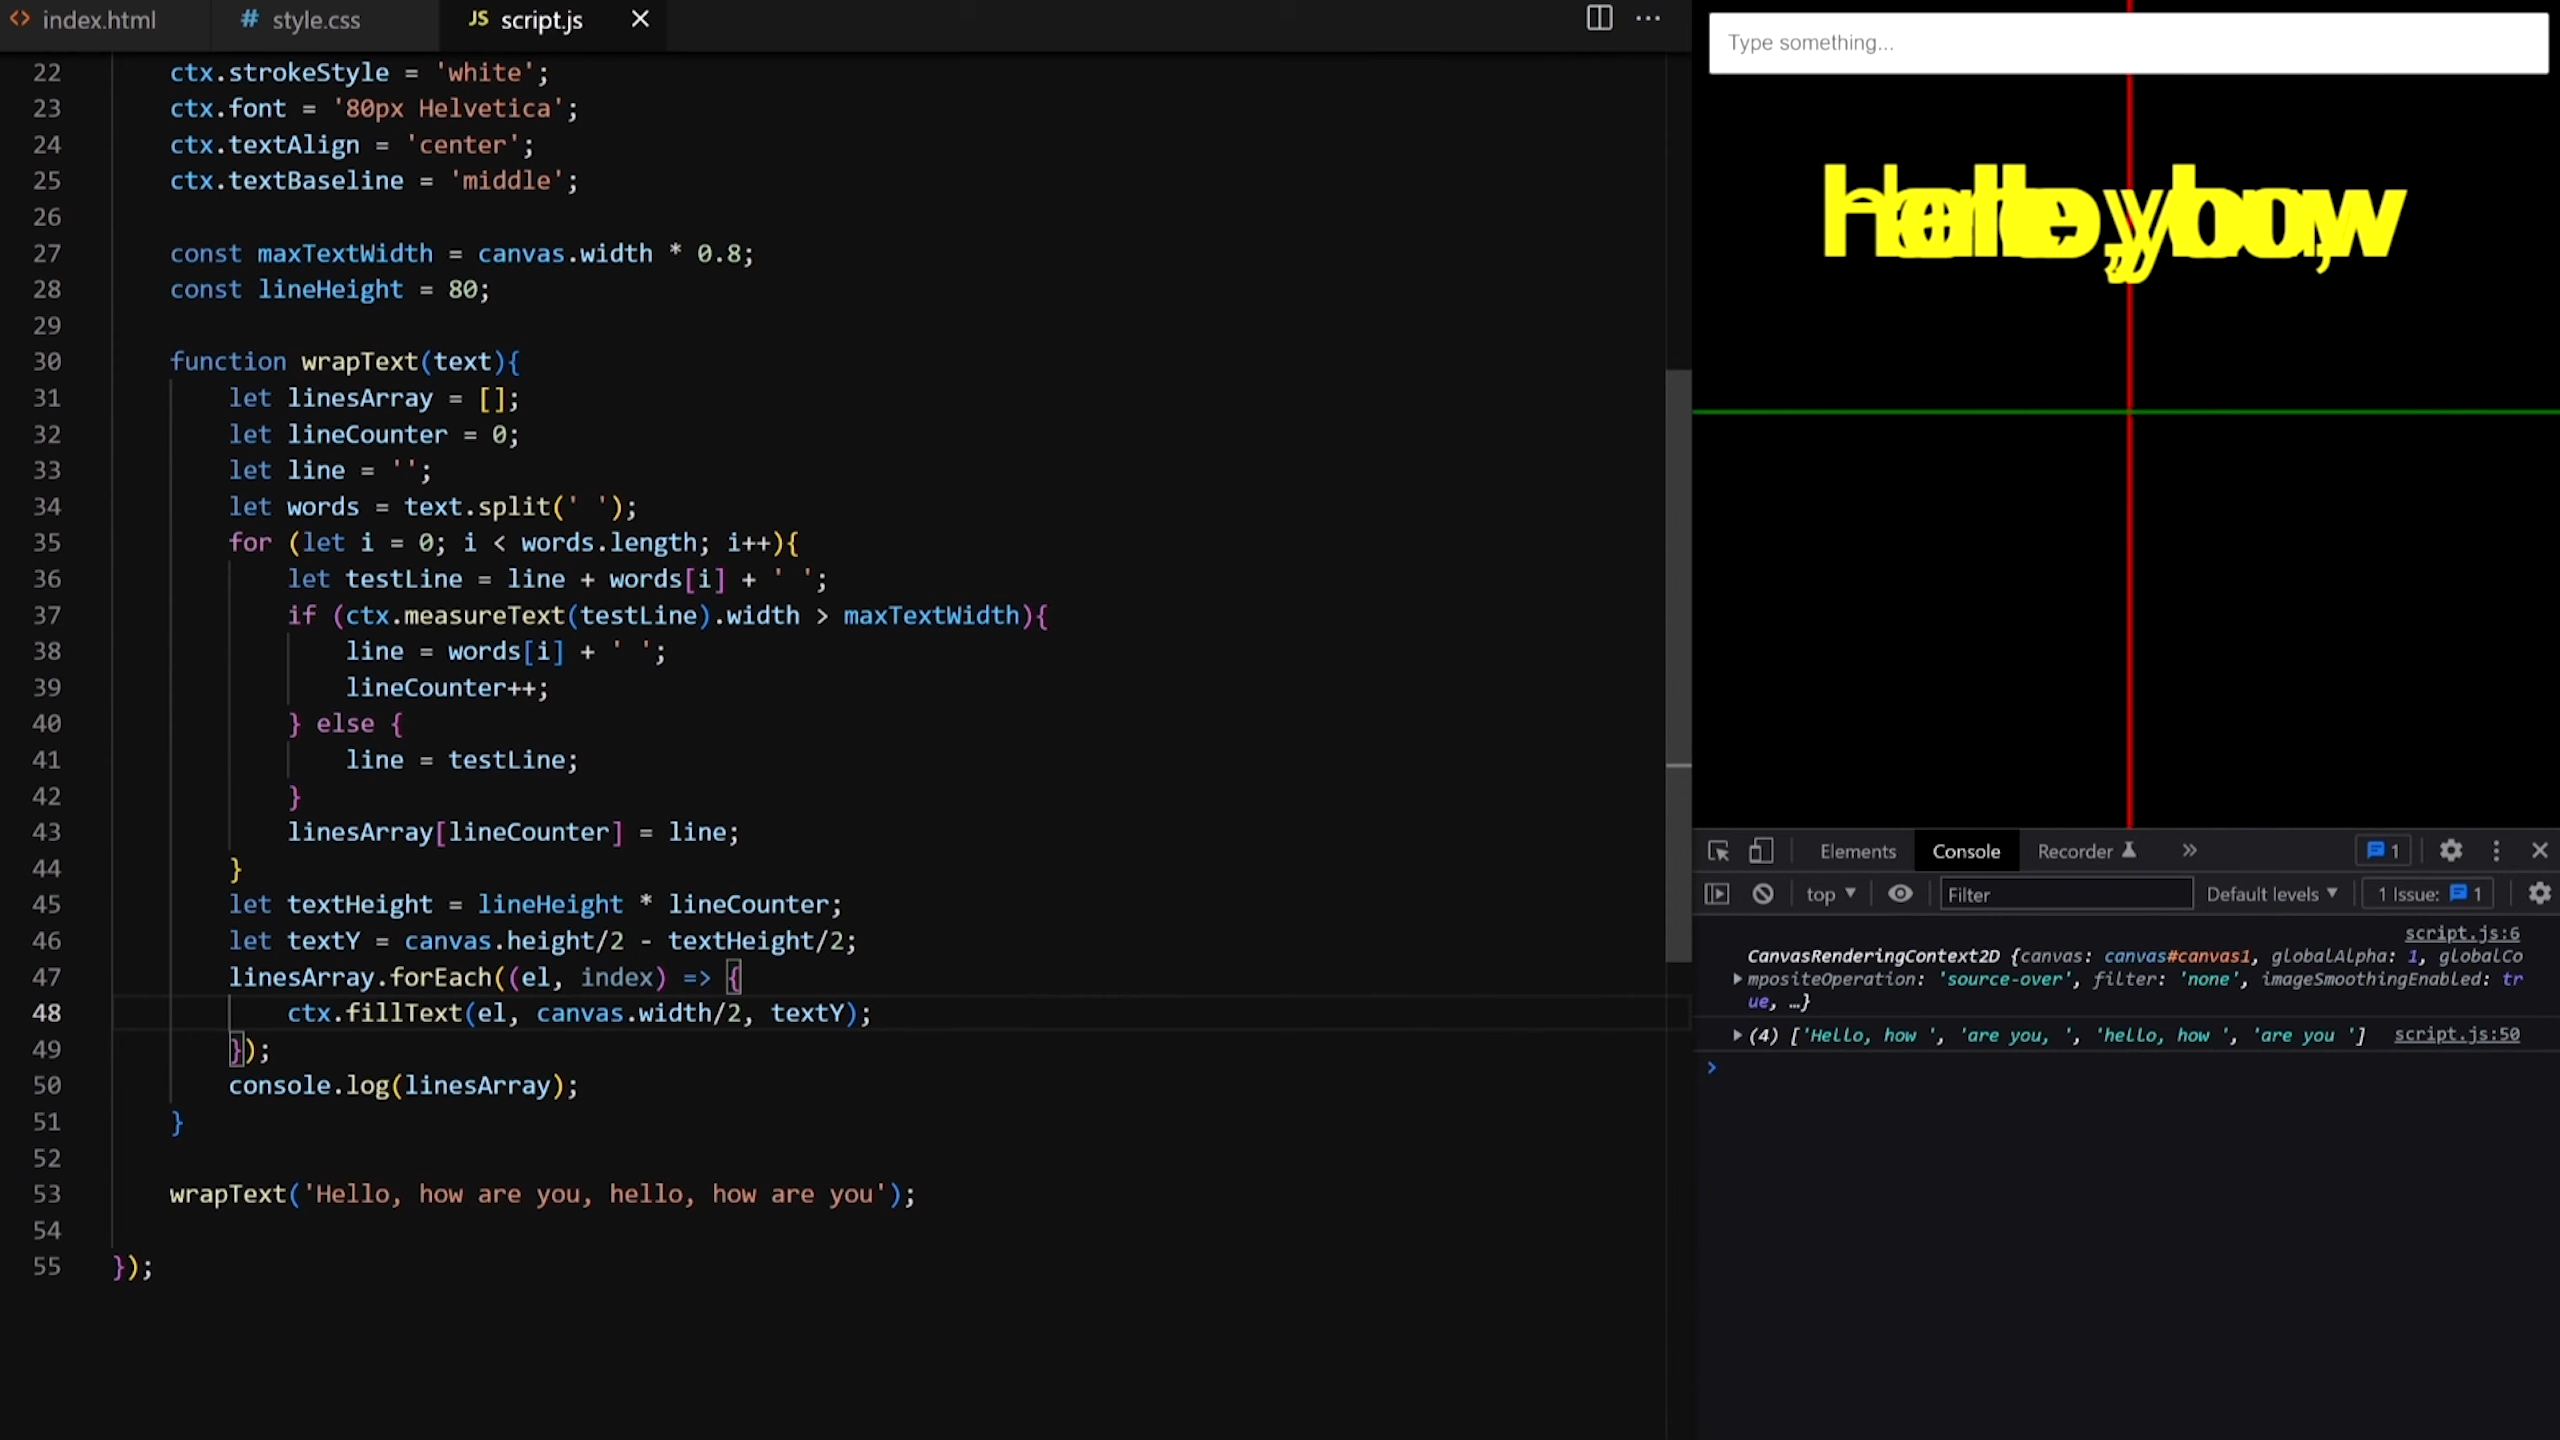 <> index.html # style.css JS script.js
22 ctx.strokeStyle = 'white';
23 ctx.font = '80px Helvetica';
24 ctx.textAlign = 'center';
25 ctx.textBaseline = 'middle';
26
27 const maxTextWidth = canvas.width * 0.8;
28 const lineHeight = 80;
29
30 function wrapText(text){
31 let linesArray = [];
32 let lineCounter = 0;
33 let line = '';
34 let words = text.split(' ');
35 for (let i = 0; i < words.length; i++){
36 let testLine = line + words[i] + ' ';
37 if (ctx.measureText(testLine).width > maxTextWidth){
38 line = words[i] + ' ';
39 lineCounter++;
40 } else {
41 line = testLine;
42 }
43 linesArray[lineCounter] = line;
44 }
45 let textHeight = lineHeight * lineCounter;
46 let textY = canvas.height/2 - textHeight/2;
47 linesArray.forEach((el, index) => {
48 ctx.fillText(el, canvas.width/2, textY);
49 });
50 console.log(linesArray);
51 }
52
53 wrapText('Hello, how are you, hello, how are you');
54
55 });
Type something...
Elements Console Recorder 1
top Filter Default levels 1 Issue: 1
script.js:6
CanvasRenderingContext2D {canvas: canvas#canvas1, globalAlpha: 1, globalCo
mpositeOperation: 'source-over', filter: 'none', imageSmoothingEnabled: tr
ue, …}
(4) ['Hello, how ', 'are you, ', 'hello, how ', 'are you '] script.js:50